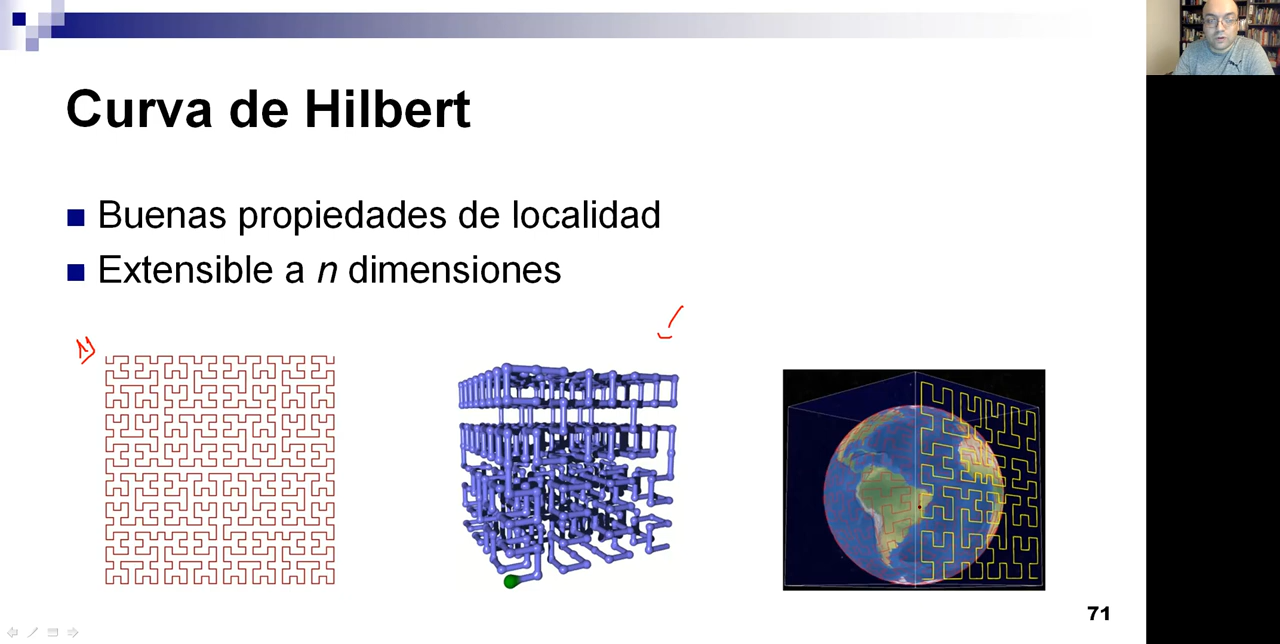 Curva de Hilbert
Buenas propiedades de localidad
Extensible a n dimensiones
71